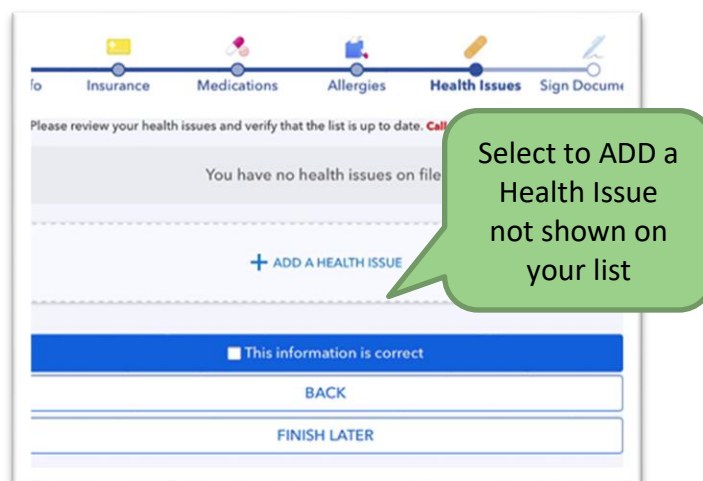 fo Insurance Medications Allergies Health Issues Sign Docume
Please review your health issues and verify that the list is up to date. Call
Select to ADD a
Health Issue
not shown on
your list
You have no health issues on file
+ ADD A HEALTH ISSUE
This information is correct
BACK
FINISH LATER